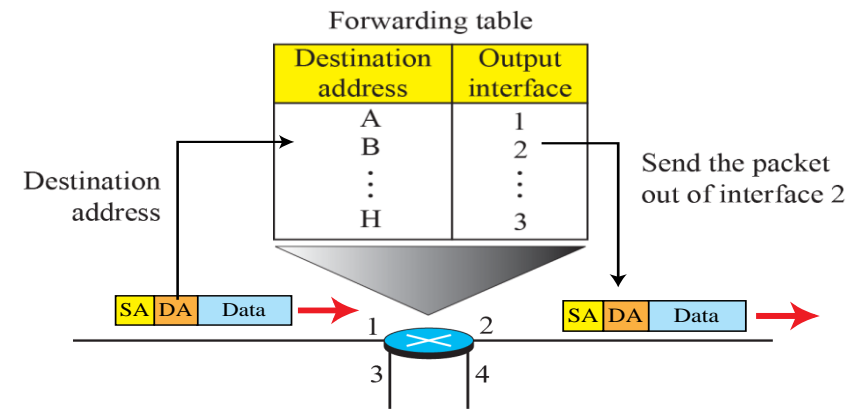 Forwarding table
Destination address
Output interface
A 1
B 2
⋮ ⋮
H 3
Destination
address
Send the packet
out of interface 2
SA DA Data
SA DA Data
1 2
3 4